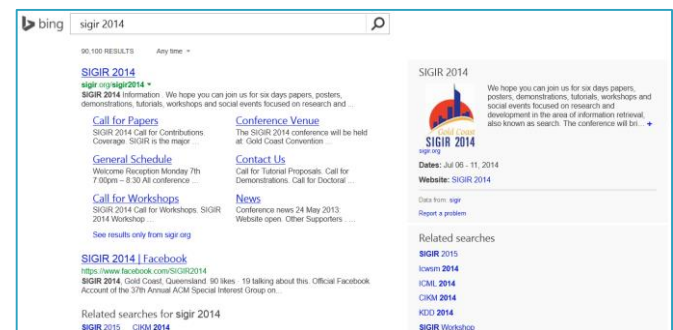 bing
sigir 2014
90,100 RESULTS Any time
SIGIR 2014
sigir.org/sigir2014
SIGIR 2014 Information . We hope you can join us for six days papers, posters,
demonstrations, tutorials, workshops and social events focused on research and ...
Call for Papers
SIGIR 2014 Call for Contributions.
Coverage. SIGIR is the major ...
Conference Venue
The SIGIR 2014 conference will be held
at: Gold Coast Convention ...
General Schedule
Welcome Reception Monday 7th
7.00pm – 8.30 All conference ...
Contact Us
Call for Tutorial Proposals. Call for
Demonstrations. Call for Doctoral ...
Call for Workshops
SIGIR 2014 Call for Workshops. SIGIR
2014 Workshop ...
News
Conference news 24 May 2013:
Website open. Other Supporters ...
See results only from sigir.org
SIGIR 2014 | Facebook
https://www.facebook.com/SIGIR2014
SIGIR 2014, Gold Coast, Queensland. 90 likes · 19 talking about this. Official Facebook
Account of the 37th Annual ACM Special Interest Group on...
Related searches for sigir 2014
SIGIR 2015 CIKM 2014
SIGIR 2014
We hope you can join us for six days papers,
posters, demonstrations, tutorials, workshops and
social events focused on research and
development in the area of information retrieval,
also known as search. The conference will bri... +
Gold Coast
SIGIR 2014
sigir.org
Dates: Jul 06 - 11, 2014
Website: SIGIR 2014
Data from: sigir
Report a problem
Related searches
SIGIR 2015
Icwsm 2014
ICML 2014
CIKM 2014
KDD 2014
SIGIR Workshop